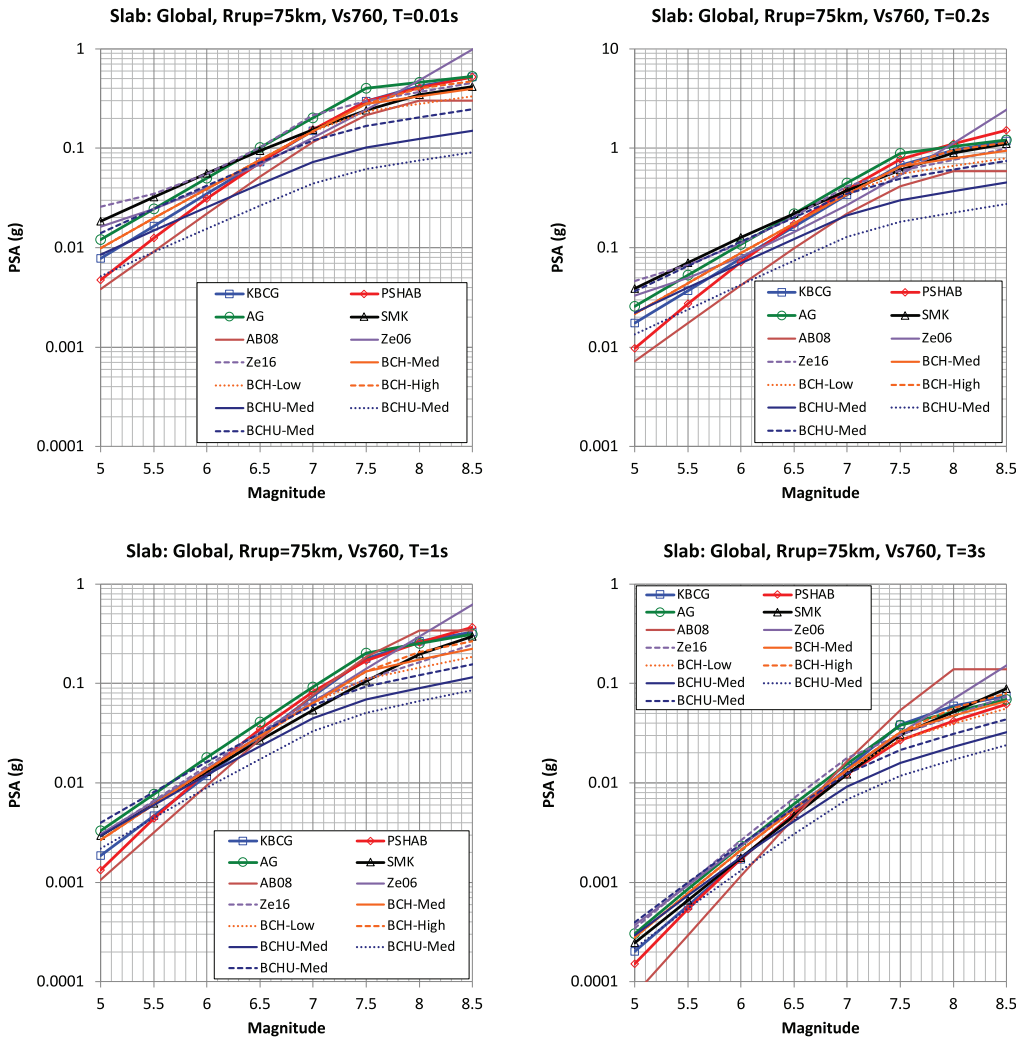 Slab: Global, Rrup=75km, Vs760, T=0.01s
1
0.1
0.01
0.001
0.0001
PSA (g)
5 5.5 6 6.5 7 7.5 8 8.5
Magnitude
KBCG PSHAB
AG SMK
AB08 Ze06
Ze16 BCH-Med
BCH-Low BCH-High
BCHU-Med BCHU-Med
BCHU-Med
Slab: Global, Rrup=75km, Vs760, T=0.2s
10
1
0.1
0.01
0.001
PSA (g)
5 5.5 6 6.5 7 7.5 8 8.5
Magnitude
KBCG PSHAB
AG SMK
AB08 Ze06
Ze16 BCH-Med
BCH-Low BCH-High
BCHU-Med BCHU-Med
BCHU-Med
Slab: Global, Rrup=75km, Vs760, T=1s
1
0.1
0.01
0.001
0.0001
PSA (g)
5 5.5 6 6.5 7 7.5 8 8.5
Magnitude
KBCG PSHAB
AG SMK
AB08 Ze06
Ze16 BCH-Med
BCH-Low BCH-High
BCHU-Med BCHU-Med
BCHU-Med
Slab: Global, Rrup=75km, Vs760, T=3s
1
0.1
0.01
0.001
0.0001
PSA (g)
5 5.5 6 6.5 7 7.5 8 8.5
Magnitude
KBCG PSHAB
AG SMK
AB08 Ze06
Ze16 BCH-Med
BCH-Low BCH-High
BCHU-Med BCHU-Med
BCHU-Med